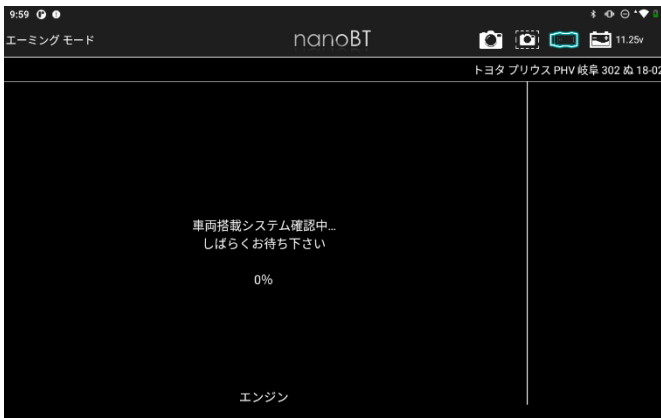 9:59
エーミング モード
nanoBT
11.25v
トヨタ プリウス PHV 岐阜 302 ぬ 18-02
車両搭載システム確認中...
しばらくお待ち下さい
0%
エンジン